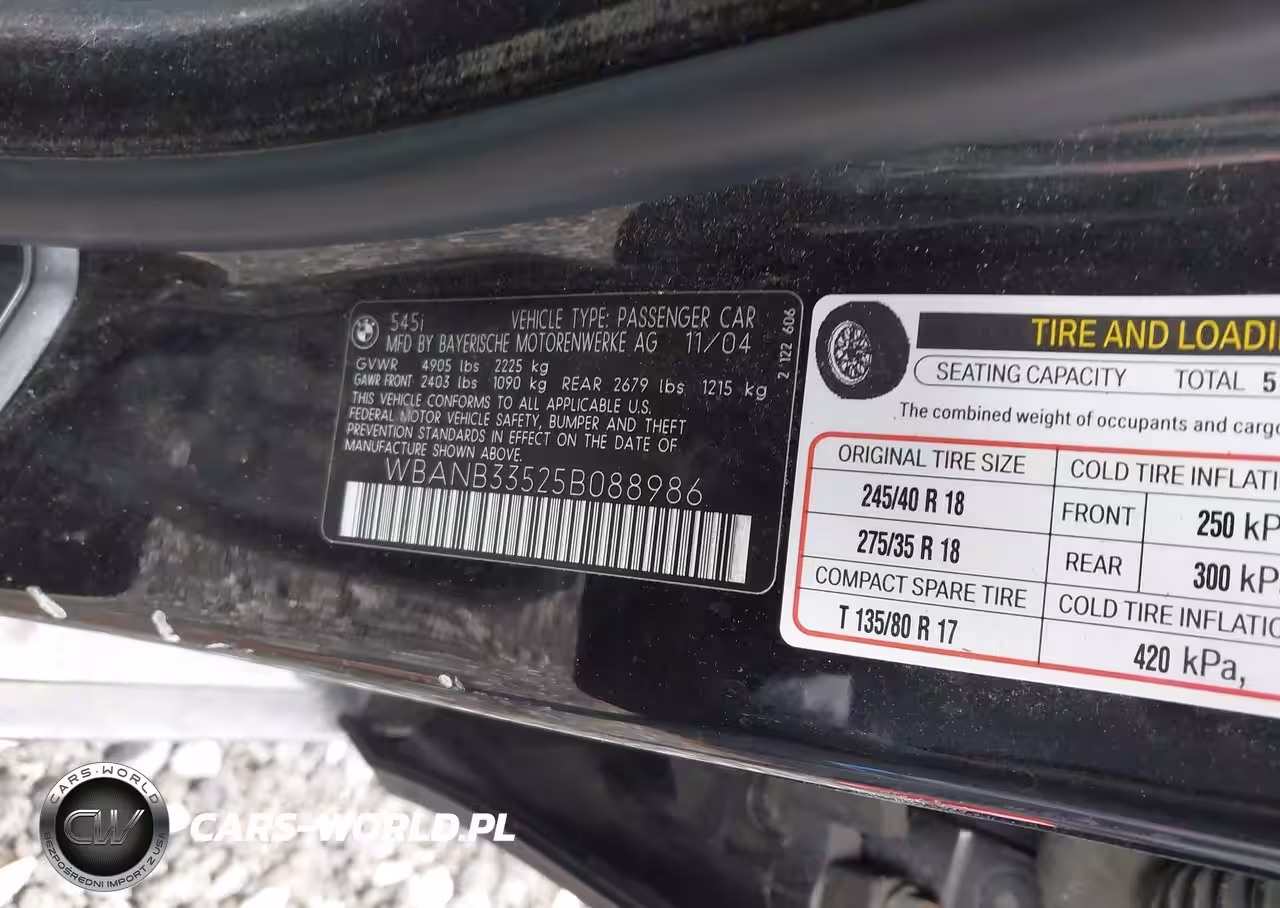 545i VEHICLE TYPE: PASSENGER CAR
MFD BY BAYERISCHE MOTORENWERKE AG 11/04
GVWR 4905 lbs 2225 kg
GAWR FRONT 2403 lbs 1090 kg REAR 2679 lbs 1215 kg
THIS VEHICLE CONFORMS TO ALL APPLICABLE U.S.
FEDERAL MOTOR VEHICLE SAFETY, BUMPER AND THEFT
PREVENTION STANDARDS IN EFFECT ON THE DATE OF
MANUFACTURE SHOWN ABOVE.
WBANB33525B088986
2 122 606
TIRE AND LOADI
SEATING CAPACITY TOTAL 5
The combined weight of occupants and cargo
ORIGINAL TIRE SIZE COLD TIRE INFLATI
245/40 R 18 FRONT 250 kP
275/35 R 18 REAR 300 kP
COMPACT SPARE TIRE COLD TIRE INFLATIO
T 135/80 R 17 420 kPa,
CARS-WORLD
CW
BEZPOŚREDNI IMPORT Z USA
CARS-WORLD.PL